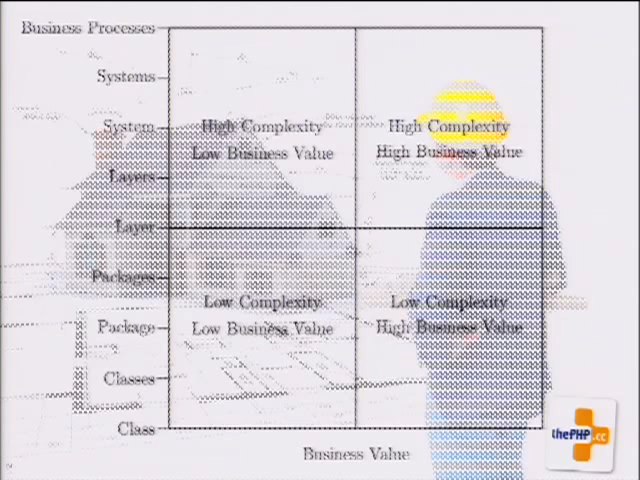 Business Processes
Systems
System
Layers
Layer
Packages
Package
Classes
Class
High Complexity
Low Business Value
High Complexity
High Business Value
Low Complexity
Low Business Value
Low Complexity
High Business Value
Business Value
thePHP.cc